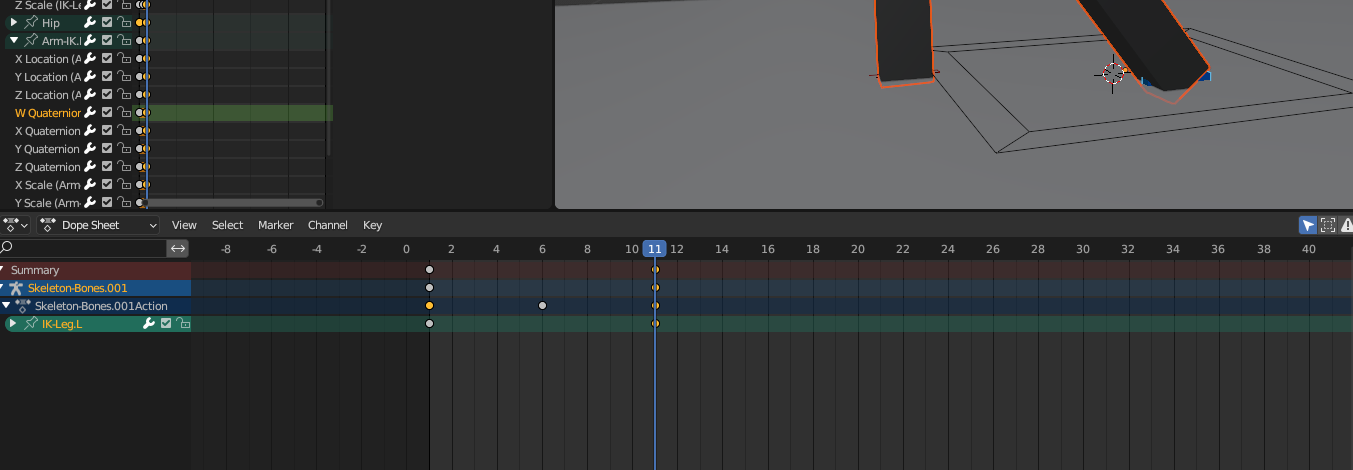 Z Scale (IK-Le
Hip
Arm-IK.
X Location (A
Y Location (A
Z Location (A
W Quaternion
X Quaternion
Y Quaternion
Z Quaternion
X Scale (Arm-
Y Scale (Arm-
Dope Sheet View Select Marker Channel Key
-8 -6 -4 -2 0 2 4 6 8 10 11 12 14 16 18 20 22 24 26 28 30 32 34 36 38 40
Summary
Skeleton-Bones.001
Skeleton-Bones.001Action
IK-Leg.L